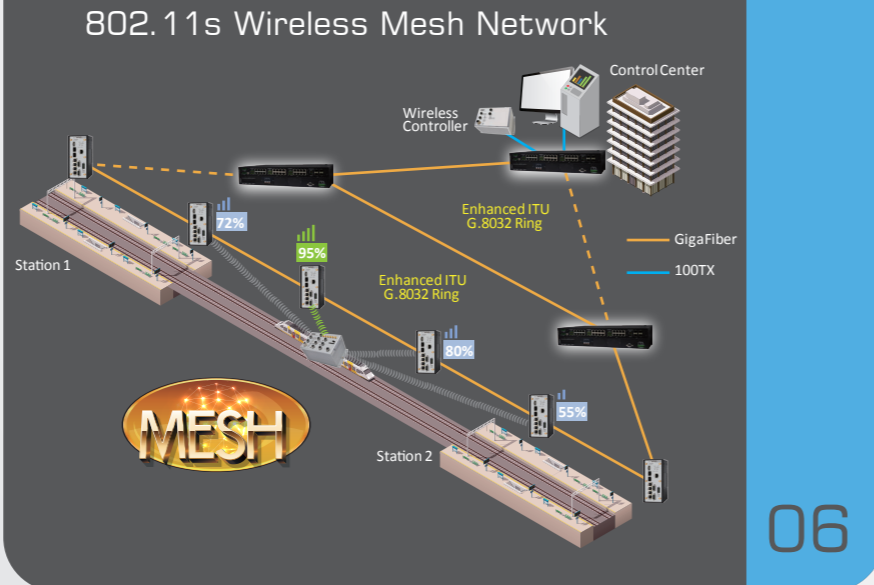 802.11s Wireless Mesh Network
Control Center
Wireless
Controller
72%
Enhanced ITU
G.8032 Ring
GigaFiber
95%
100TX
Station 1
Enhanced ITU
G.8032 Ring
80%
55%
MESH
Station 2
06